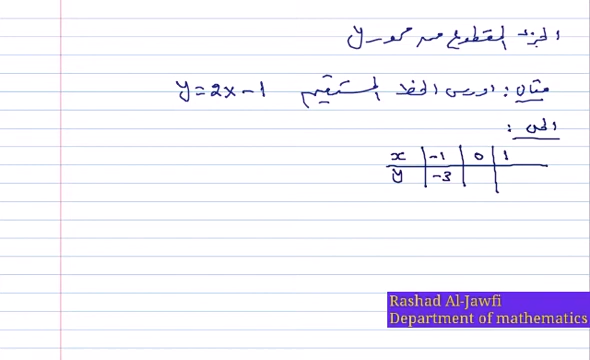 الجزء المقطوع من محور y
مثال : ادرس الخط المستقيم y = 2x - 1
الحل :
x | -1 | 0 | 1
y | -3 | |
Rashad Al-Jawfi
Department of mathematics